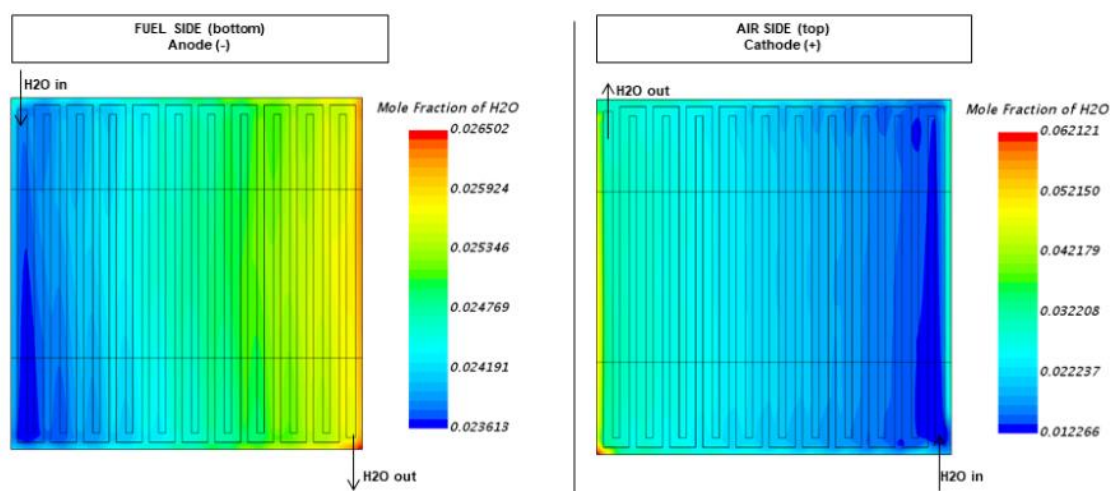 FUEL SIDE (bottom)
Anode (-)
H2O in
Mole Fraction of H2O
0.026502
0.025924
0.025346
0.024769
0.024191
0.023613
H2O out
AIR SIDE (top)
Cathode (+)
H2O out
Mole Fraction of H2O
0.062121
0.052150
0.042179
0.032208
0.022237
0.012266
H2O in